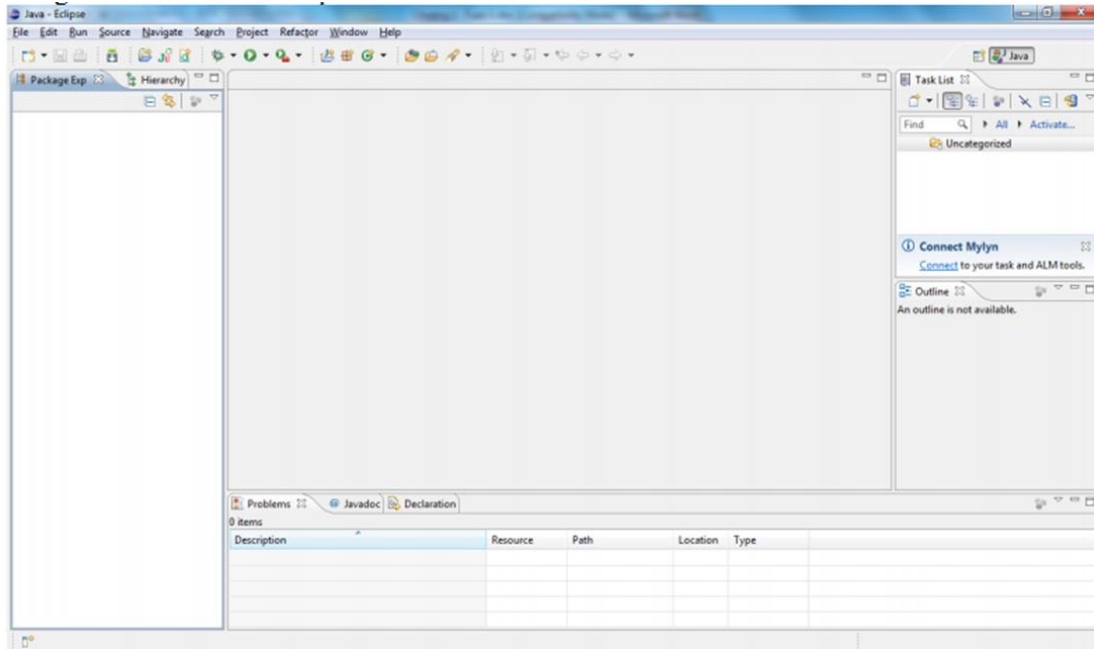 Java - Eclipse
File Edit Run Source Navigate Search Project Refactor Window Help
Java
Package Exp
Hierarchy
Task List
Find
All
Activate...
Uncategorized
Connect Mylyn
Connect to your task and ALM tools.
Outline
An outline is not available.
Problems
@ Javadoc
Declaration
0 items
Description Resource Path Location Type